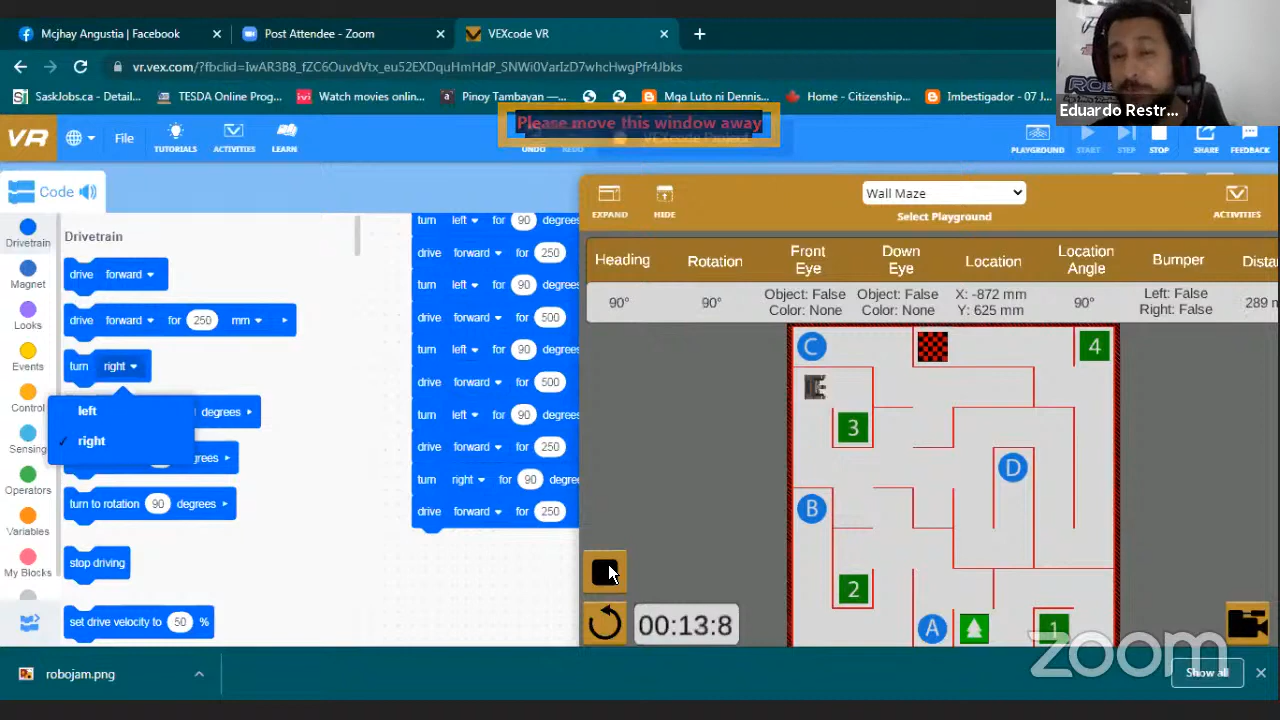 Mcjhay Angustia | Facebook
Post Attendee - Zoom
VEXcode VR
vr.vex.com/?fbclid=IwAR3B8_fZC6OuvdVtx_eu52EXDquHmHdP_SNWi0VarIzD7whcHwgPfr4Jbks
SaskJobs.ca - Detail...
TESDA Online Prog...
Watch movies onlin...
Pinoy Tambayan —...
Mga Luto ni Dennis...
Home - Citizenship...
Imbestigador - 07 J...
Eduardo Restr...
Please move this window away
VR
File
TUTORIALS
ACTIVITIES
LEARN
UNDO
REDO
VEXcode Project
PLAYGROUND
START
STEP
STOP
SHARE
FEEDBACK
Code
EXPAND
HIDE
Wall Maze
Select Playground
ACTIVITIES
Drivetrain
Magnet
Looks
Events
Control
Sensing
Operators
Variables
My Blocks
Drivetrain
drive forward
drive forward for 250 mm
turn right
left
right
degrees
grees
turn to rotation 90 degrees
stop driving
set drive velocity to 50 %
turn left for 90 degrees
drive forward for 250
turn left for 90 degrees
drive forward for 500
turn left for 90 degrees
drive forward for 500
turn left for 90 degrees
drive forward for 250
turn right for 90 degre
drive forward for 250
Heading
Rotation
Front Eye
Down Eye
Location
Location Angle
Bumper
Distan
90°
90°
Object: False
Color: None
Object: False
Color: None
X: -872 mm
Y: 625 mm
90°
Left: False
Right: False
289 m
C
4
3
D
B
2
A
1
00:13:8
zoom
robojam.png
Show all